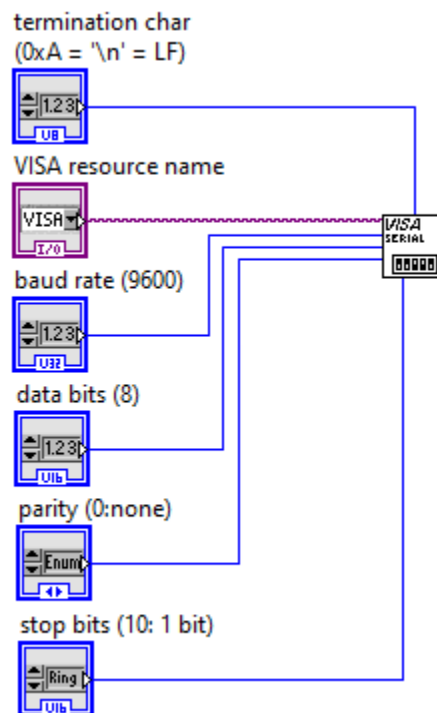 termination char
(0xA = '\n' = LF)
1.23
U8
VISA resource name
VISA
I/O
VISA
SERIAL
baud rate (9600)
1.23
U32
data bits (8)
1.23
U16
parity (0:none)
Enum
stop bits (10: 1 bit)
Ring
U16